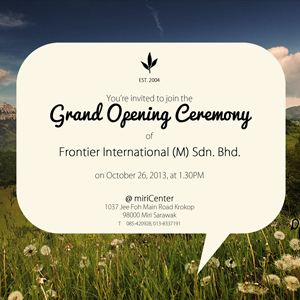 EST. 2004
You're invited to join the
Grand Opening Ceremony
of
Frontier International (M) Sdn. Bhd.
on October 26, 2013, at 1.30PM
@ miriCenter
1037 Jee Foh Main Road Krokop
98000 Miri Sarawak
T 085-420928, 013-8337191